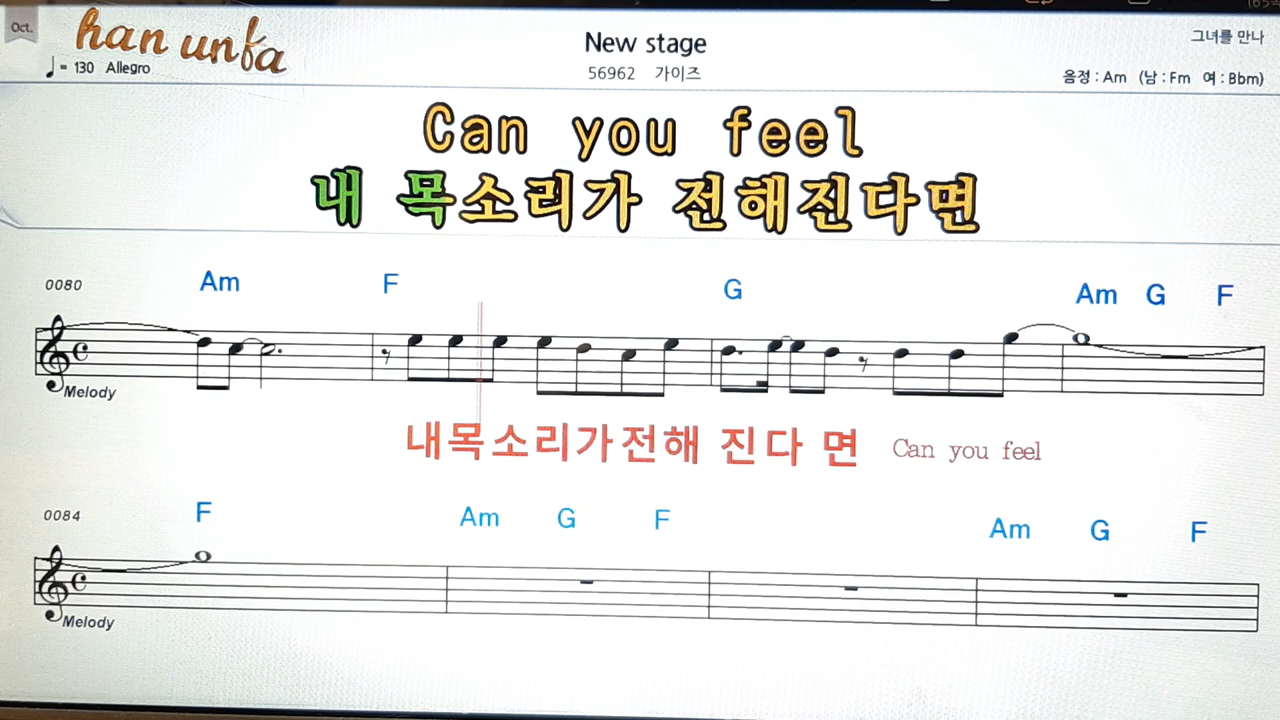 Oct.
han unfa
= 130 Allegro
New stage
56962 가이즈
그녀를 만나
음정 : Am (남 : Fm 여 : Bbm)
Can you feel
내 목소리가 전해진다면
0080 Am F G Am G F
Melody
내목소리가전해 진다 면 Can you feel
0084 F Am G F Am G F
Melody